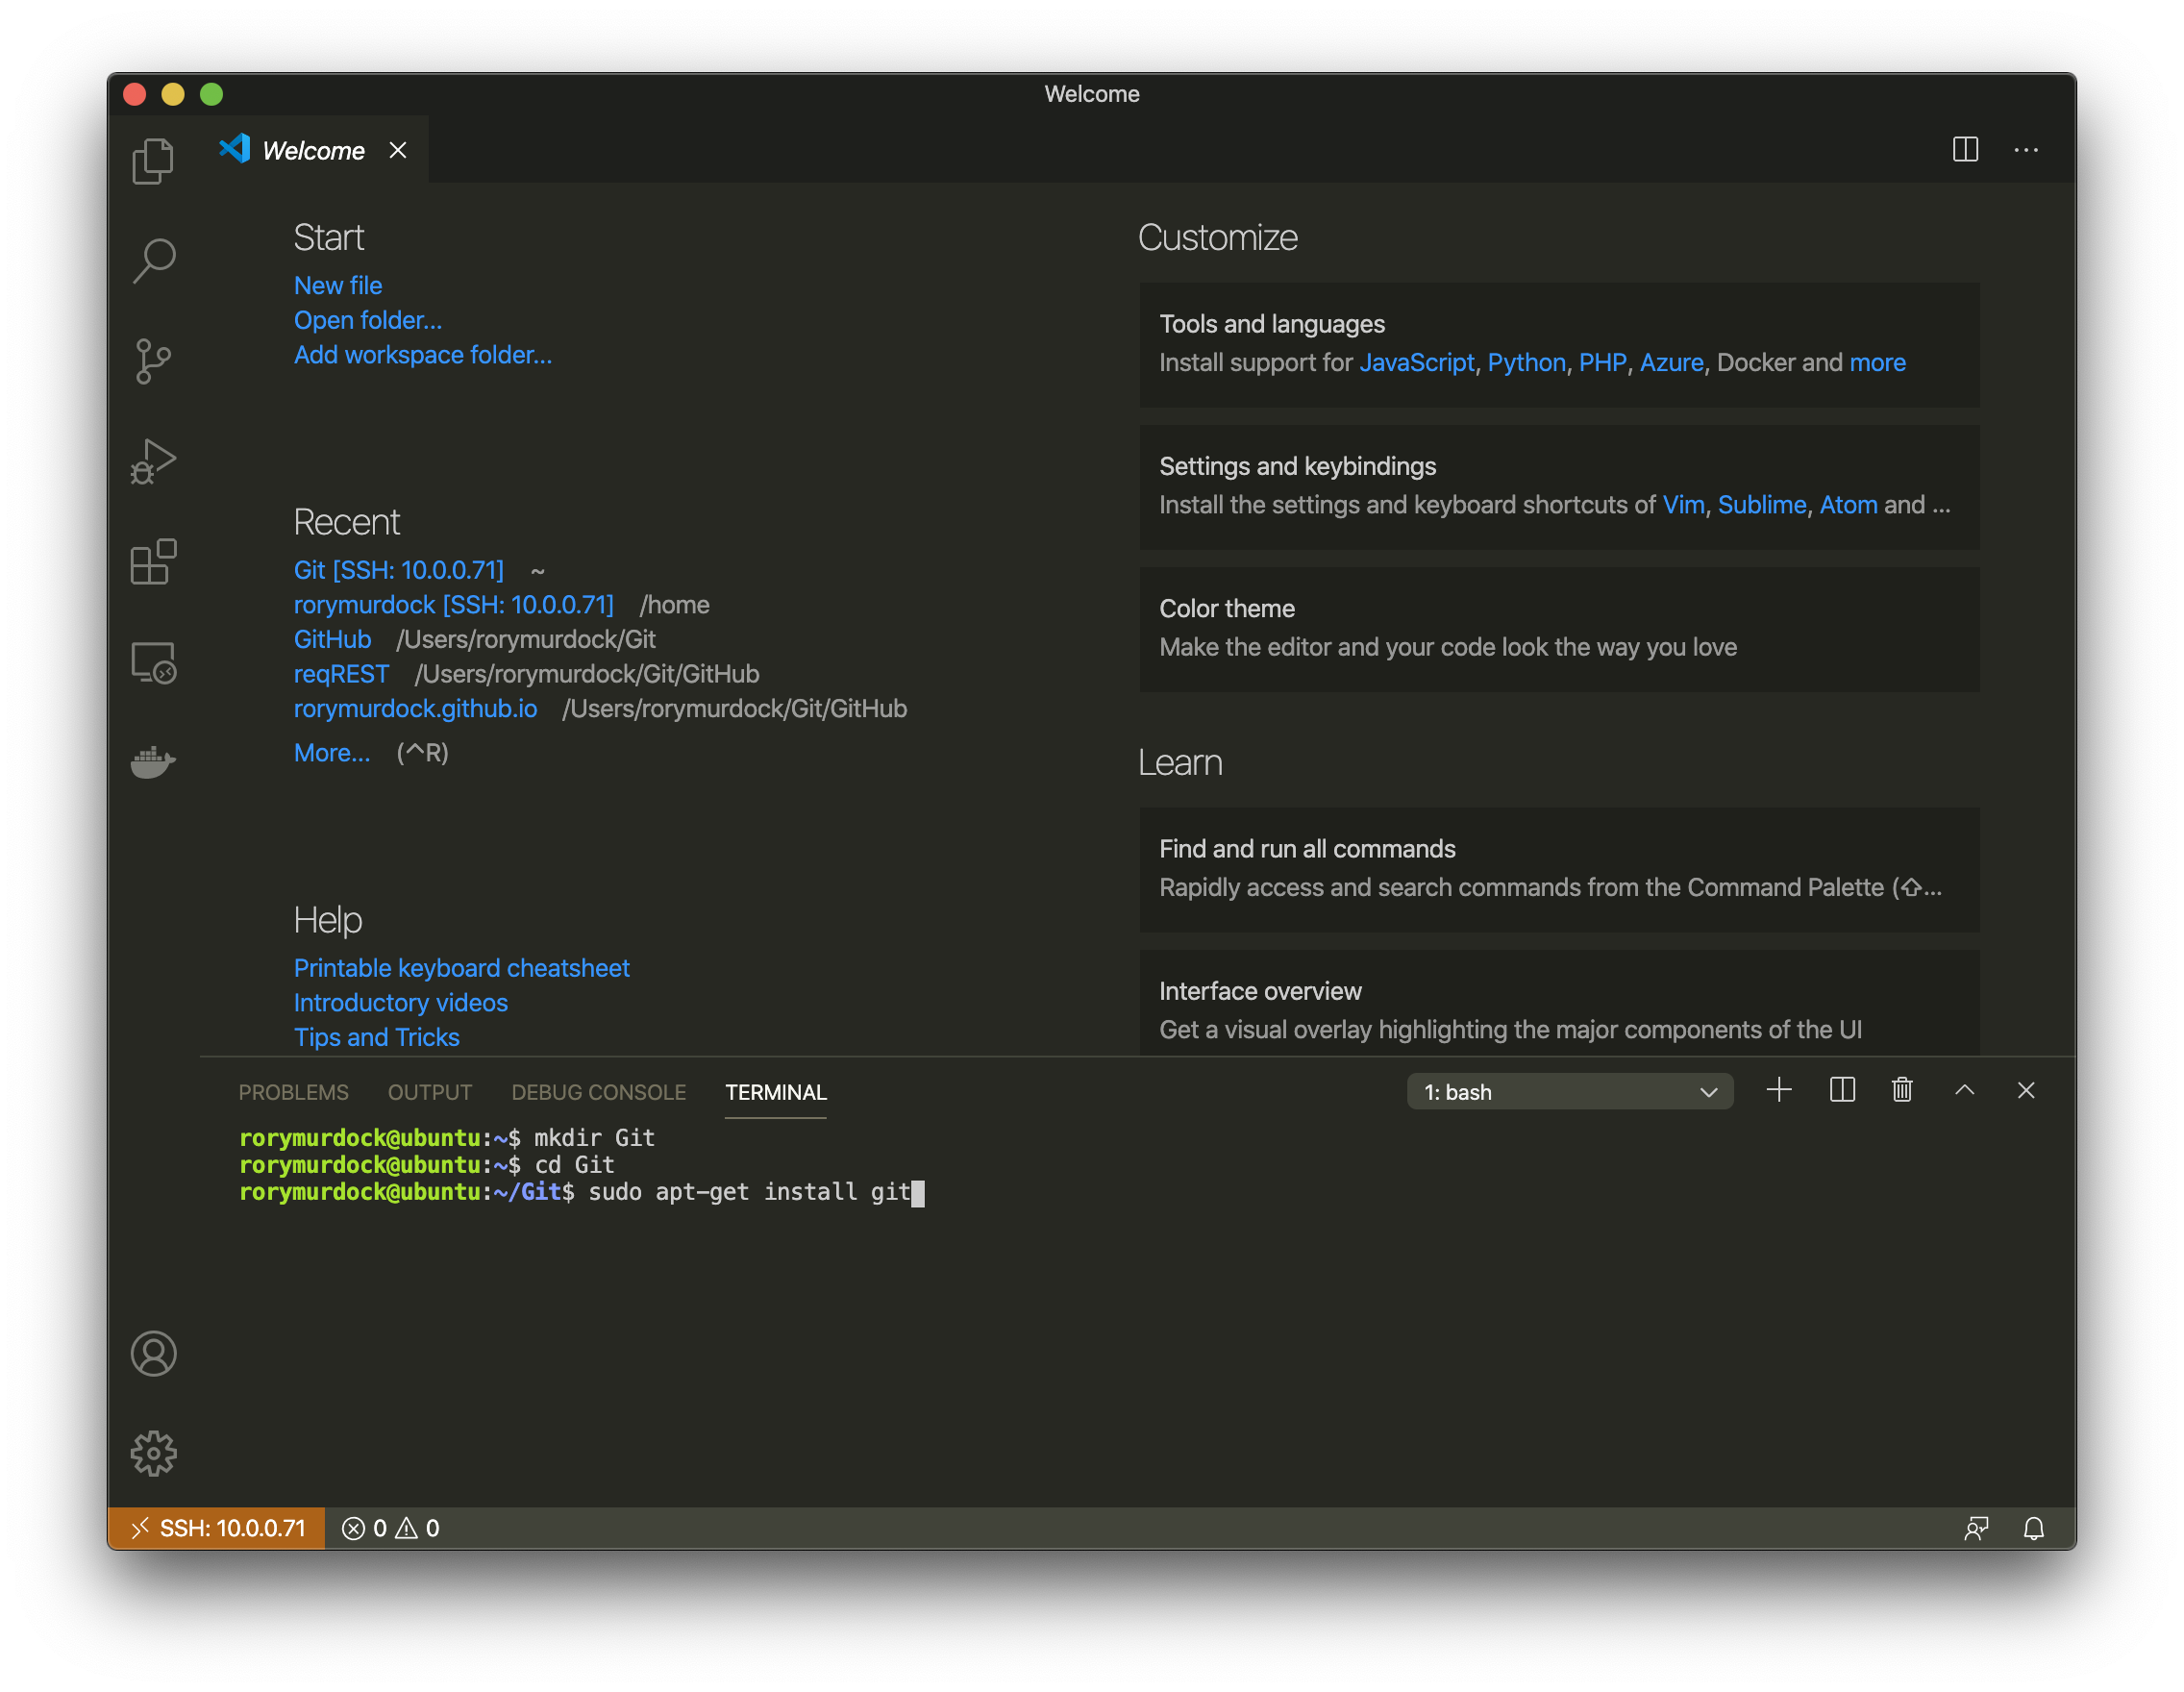 Welcome
Welcome
Start
New file
Open folder...
Add workspace folder...
Recent
Git [SSH: 10.0.0.71] ~
rorymurdock [SSH: 10.0.0.71] /home
GitHub /Users/rorymurdock/Git
reqREST /Users/rorymurdock/Git/GitHub
rorymurdock.github.io /Users/rorymurdock/Git/GitHub
More... (^R)
Help
Printable keyboard cheatsheet
Introductory videos
Tips and Tricks
Customize
Tools and languages
Install support for JavaScript, Python, PHP, Azure, Docker and more
Settings and keybindings
Install the settings and keyboard shortcuts of Vim, Sublime, Atom and ...
Color theme
Make the editor and your code look the way you love
Learn
Find and run all commands
Rapidly access and search commands from the Command Palette (⇧...
Interface overview
Get a visual overlay highlighting the major components of the UI
PROBLEMS OUTPUT DEBUG CONSOLE TERMINAL 1: bash
rorymurdock@ubuntu:~$ mkdir Git
rorymurdock@ubuntu:~$ cd Git
rorymurdock@ubuntu:~/Git$ sudo apt-get install git
SSH: 10.0.0.71 0 0